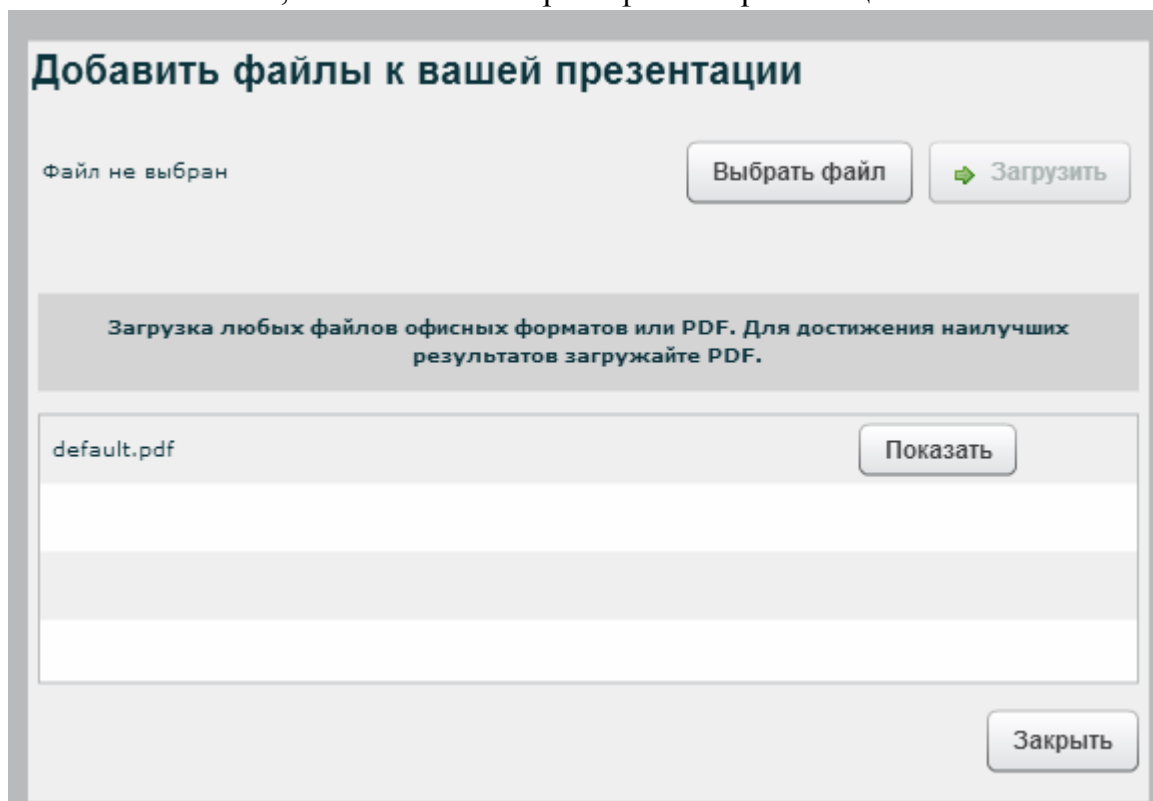 Добавить файлы к вашей презентации
Файл не выбран
Выбрать файл
Загрузить
Загрузка любых файлов офисных форматов или PDF. Для достижения наилучших
результатов загружайте PDF.
default.pdf
Показать
Закрыть